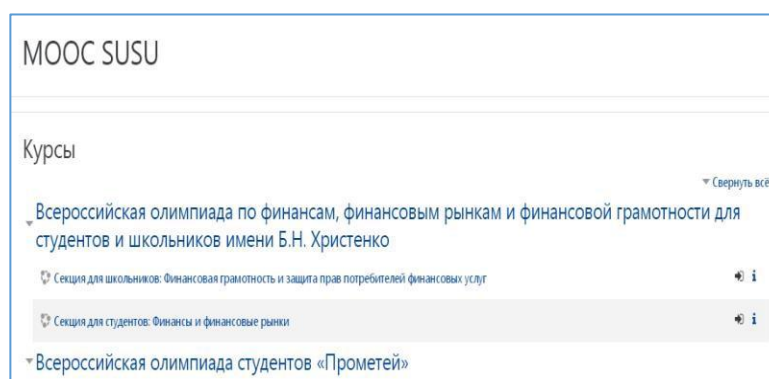 MOOC SUSU
Курсы
Свернуть всё
Всероссийская олимпиада по финансам, финансовым рынкам и финансовой грамотности для
студентов и школьников имени Б.Н. Христенко
Секция для школьников: Финансовая грамотность и защита прав потребителей финансовых услуг
Секция для студентов: Финансы и финансовые рынки
Всероссийская олимпиада студентов «Прометей»